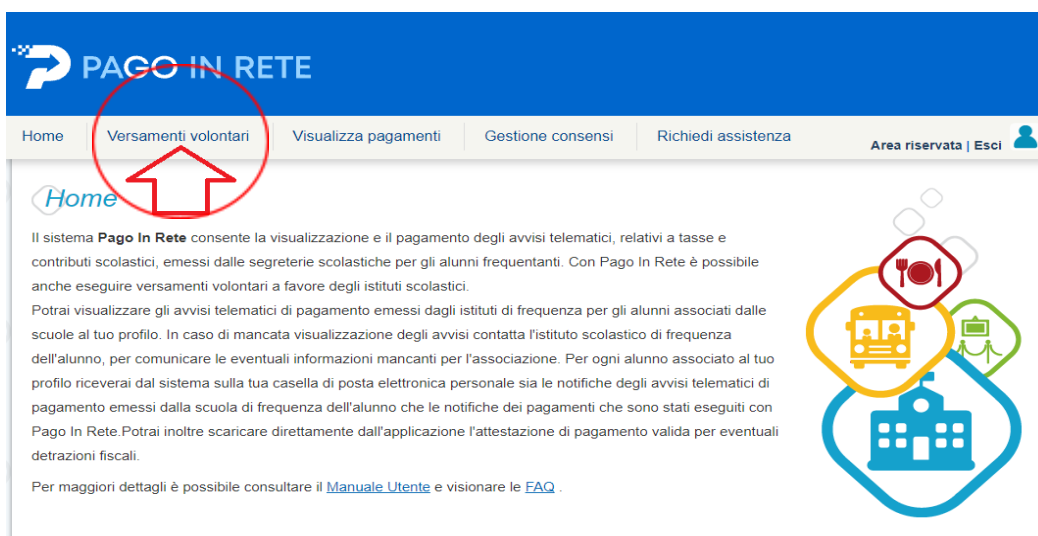 PAGO IN RETE
Home Versamenti volontari Visualizza pagamenti Gestione consensi Richiedi assistenza Area riservata | Esci
Home
Il sistema Pago In Rete consente la visualizzazione e il pagamento degli avvisi telematici, relativi a tasse e
contributi scolastici, emessi dalle segreterie scolastiche per gli alunni frequentanti. Con Pago In Rete è possibile
anche eseguire versamenti volontari a favore degli istituti scolastici.
Potrai visualizzare gli avvisi telematici di pagamento emessi dagli istituti di frequenza per gli alunni associati dalle
scuole al tuo profilo. In caso di mancata visualizzazione degli avvisi contatta l'istituto scolastico di frequenza
dell'alunno, per comunicare le eventuali informazioni mancanti per l'associazione. Per ogni alunno associato al tuo
profilo riceverai dal sistema sulla tua casella di posta elettronica personale sia le notifiche degli avvisi telematici di
pagamento emessi dalla scuola di frequenza dell'alunno che le notifiche dei pagamenti che sono stati eseguiti con
Pago In Rete.Potrai inoltre scaricare direttamente dall'applicazione l'attestazione di pagamento valida per eventuali
detrazioni fiscali.
Per maggiori dettagli è possibile consultare il Manuale Utente e visionare le FAQ .